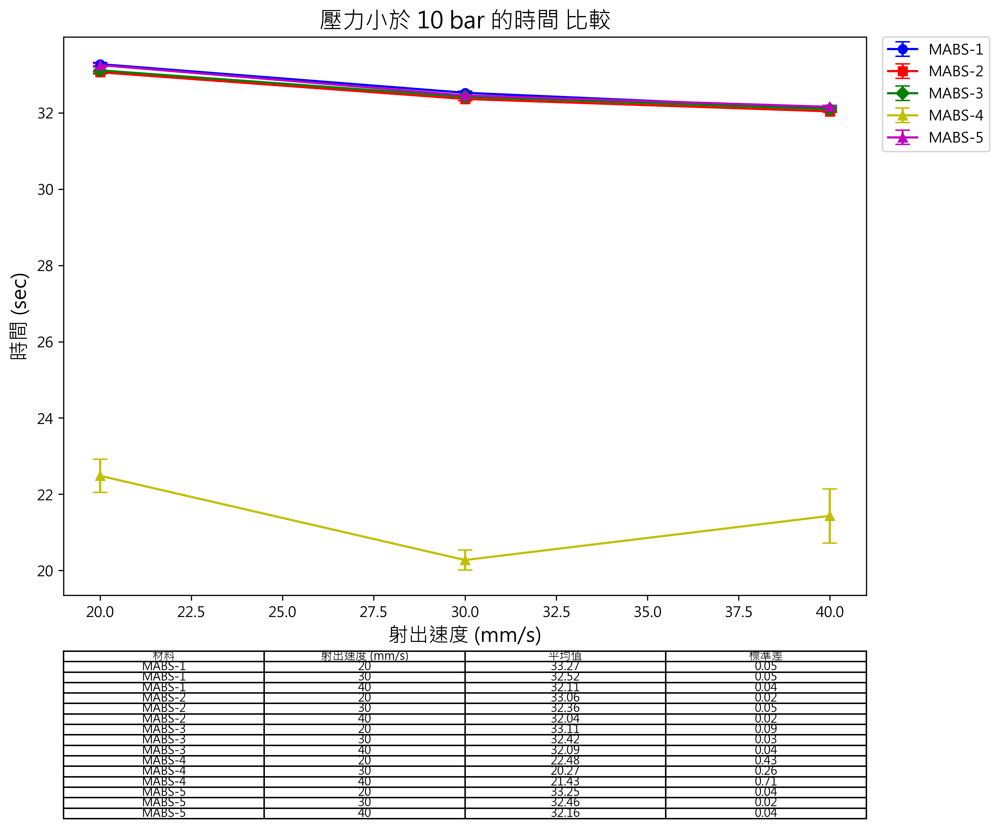 壓力小於 10 bar 的時間 比較
MABS-1
MABS-2
MABS-3
MABS-4
MABS-5
時間 (sec)
32
30
28
26
24
22
20
20.0 22.5 25.0 27.5 30.0 32.5 35.0 37.5 40.0
射出速度 (mm/s)
材料 射出速度 (mm/s) 平均值 標準差
MABS-1 20 33.27 0.05
MABS-1 30 32.52 0.05
MABS-1 40 32.11 0.04
MABS-2 20 33.06 0.02
MABS-2 30 32.36 0.05
MABS-2 40 32.04 0.02
MABS-3 20 33.11 0.09
MABS-3 30 32.42 0.03
MABS-3 40 32.09 0.04
MABS-4 20 22.48 0.43
MABS-4 30 20.27 0.26
MABS-4 40 21.43 0.71
MABS-5 20 33.25 0.04
MABS-5 30 32.46 0.02
MABS-5 40 32.16 0.04